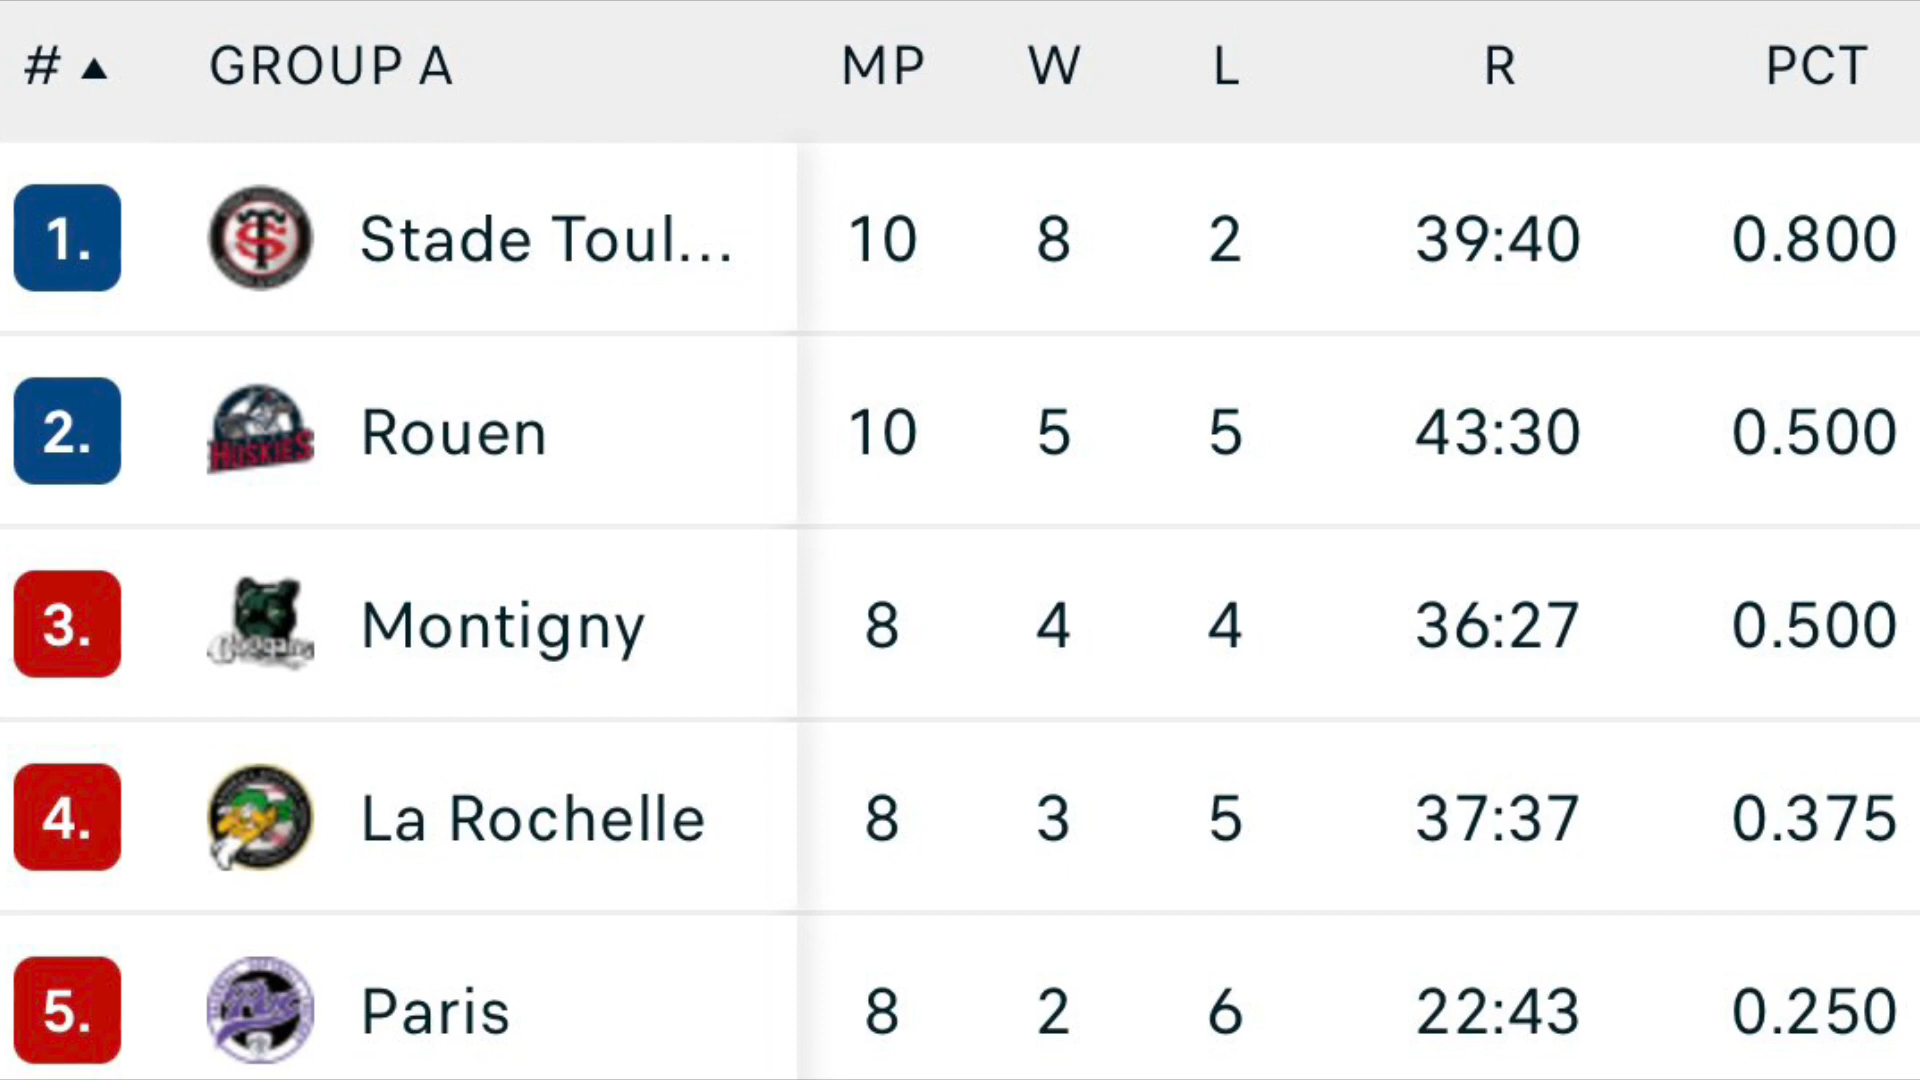 # ▲ GROUP A MP W L R PCT
1. Stade Toul... 10 8 2 39:40 0.800
2. HUSKIES Rouen 10 5 5 43:30 0.500
3. Montigny 8 4 4 36:27 0.500
4. La Rochelle 8 3 5 37:37 0.375
5. Paris 8 2 6 22:43 0.250